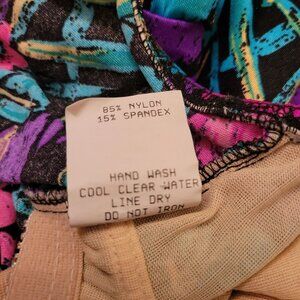 85% NYLON
15% SPANDEX
HAND WASH
COOL CLEAR WATER
LINE DRY
DO NOT IRON